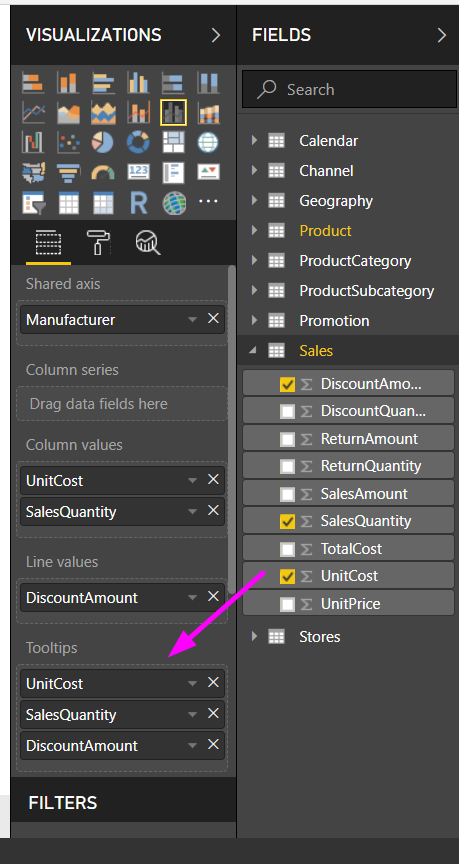 VISUALIZATIONS
Shared axis
Manufacturer
Column series
Drag data fields here
Column values
UnitCost
SalesQuantity
Line values
DiscountAmount
Tooltips
UnitCost
SalesQuantity
DiscountAmount
FILTERS
FIELDS
Search
Calendar
Channel
Geography
Product
ProductCategory
ProductSubcategory
Promotion
Sales
DiscountAmo...
DiscountQuan...
ReturnAmount
ReturnQuantity
SalesAmount
SalesQuantity
TotalCost
UnitCost
UnitPrice
Stores
R
123